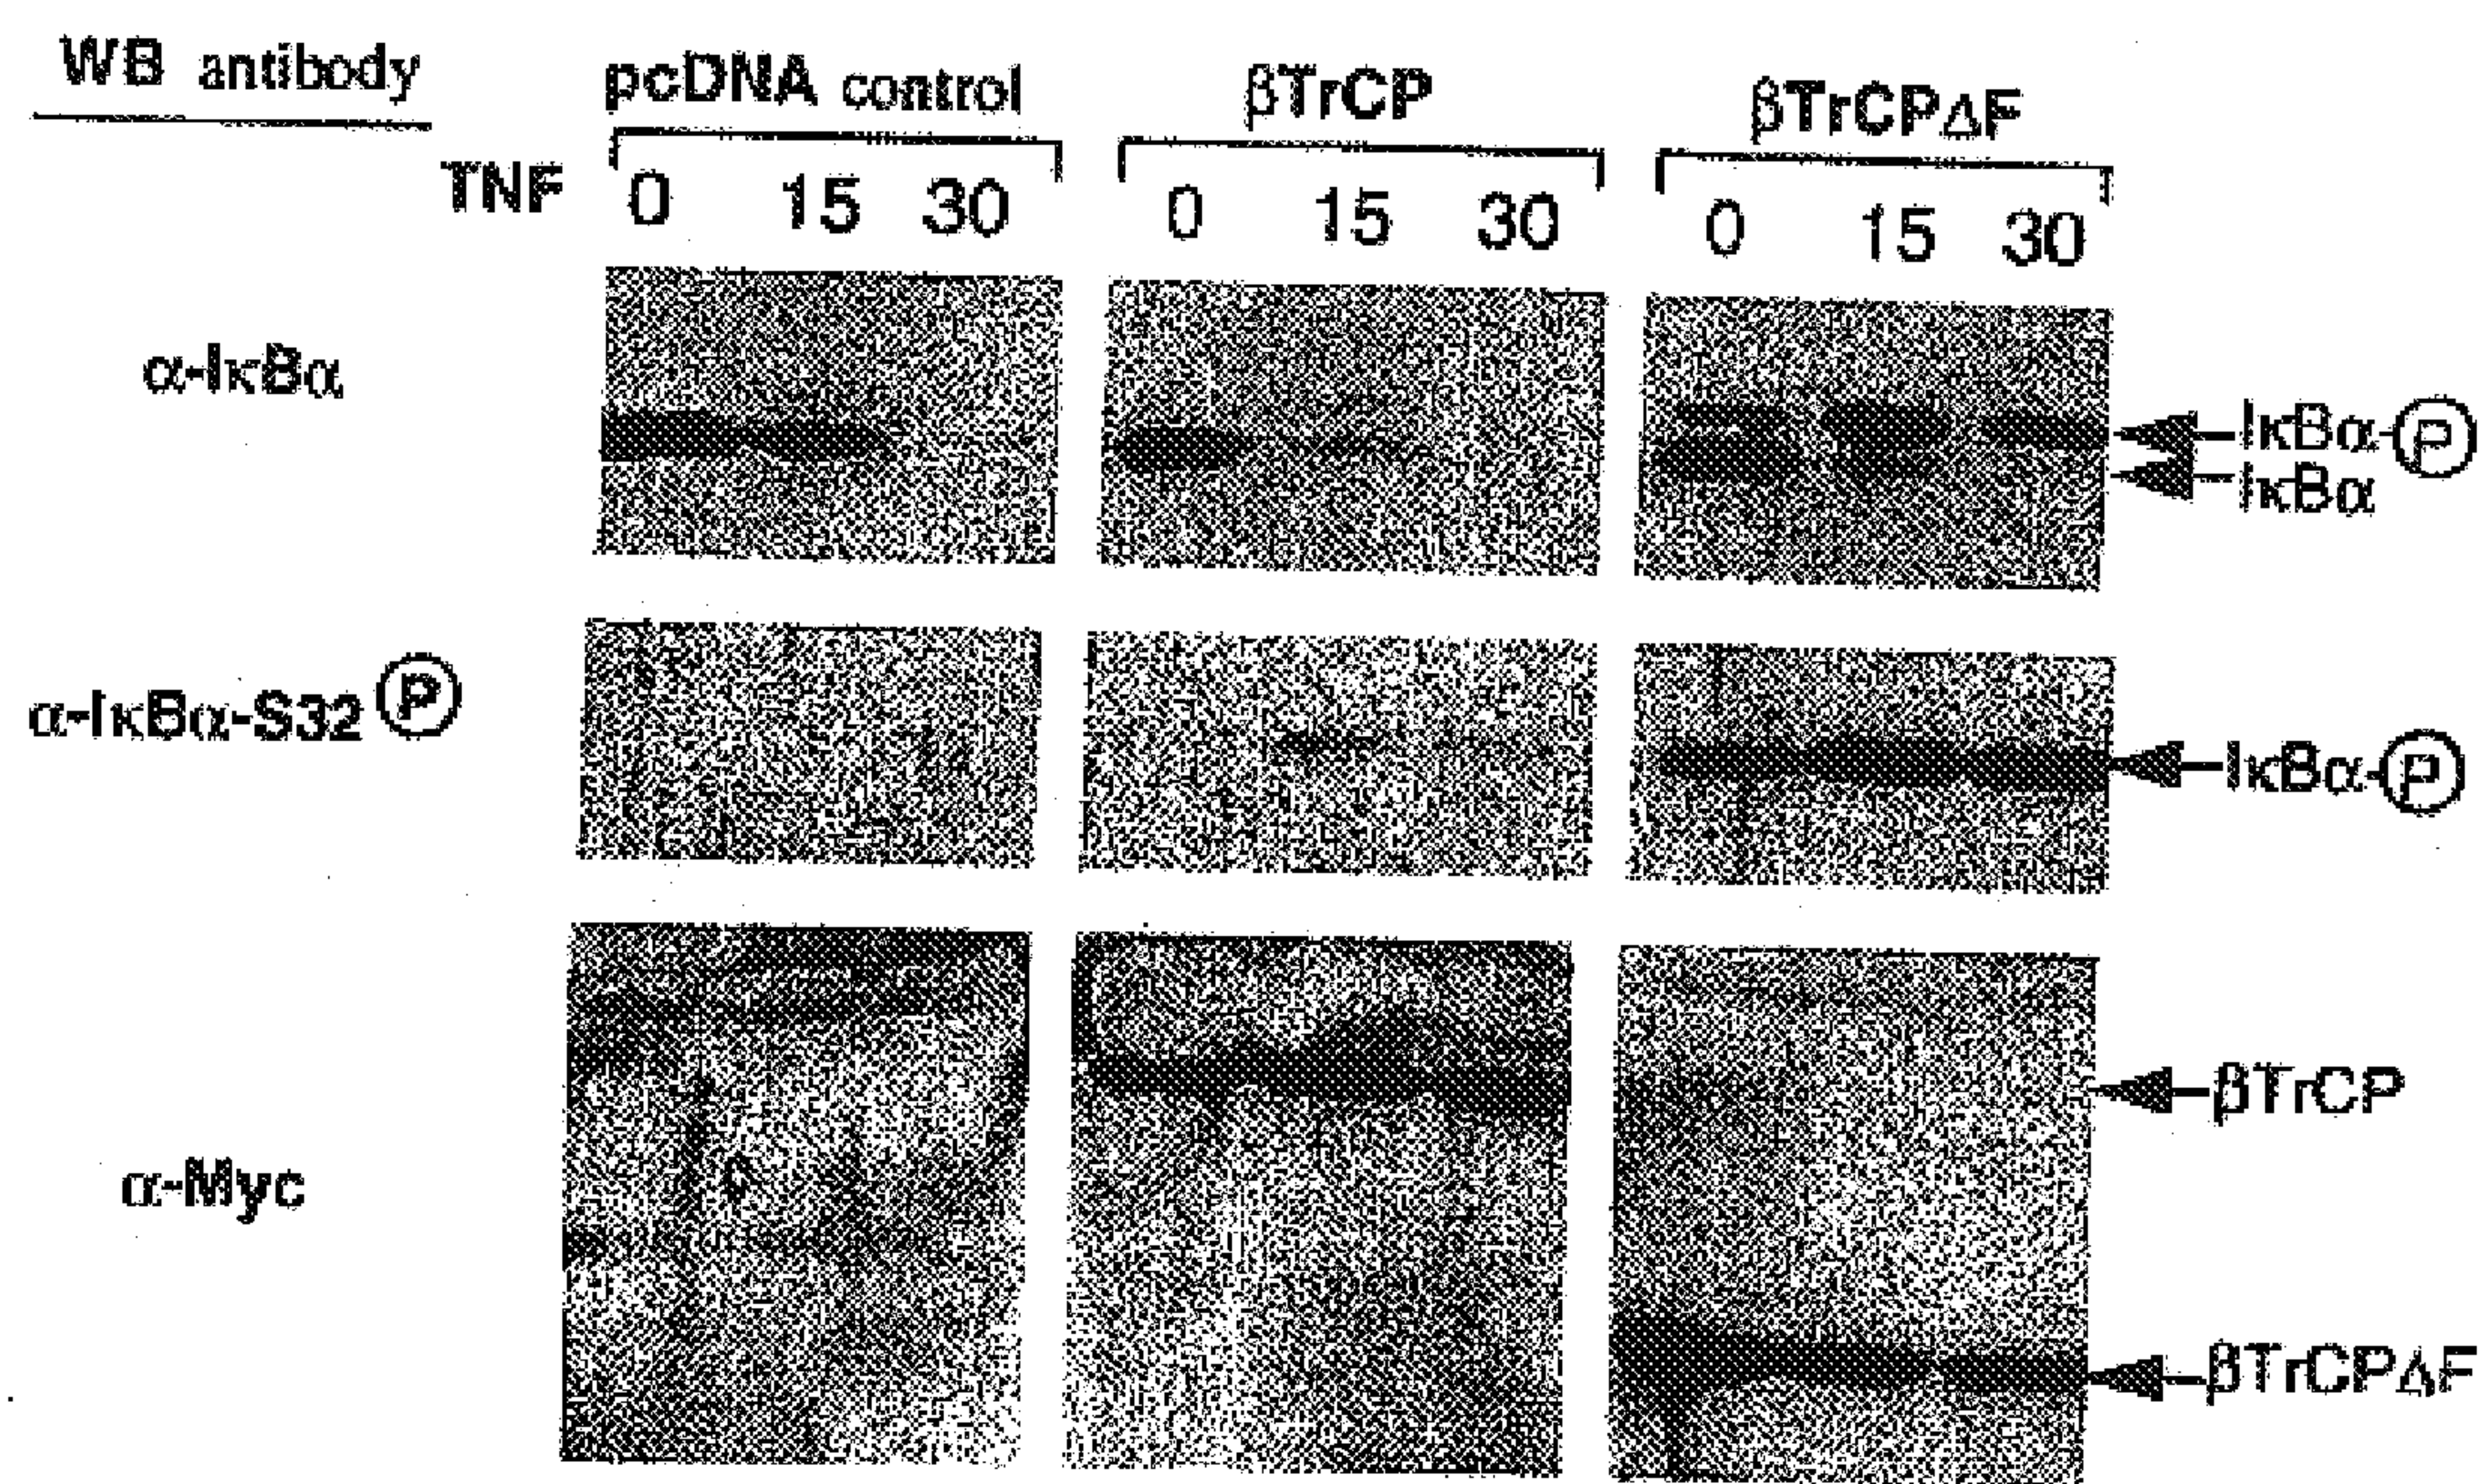 WB antibody pcDNA control βTrCP βTrCPΔF
TNF 0 15 30 0 15 30 0 15 30
α-IκBα
IκBα-Ⓟ
IκBα
α-IκBα-S32 Ⓟ
IκBα-Ⓟ
α-Myc
βTrCP
βTrCPΔF